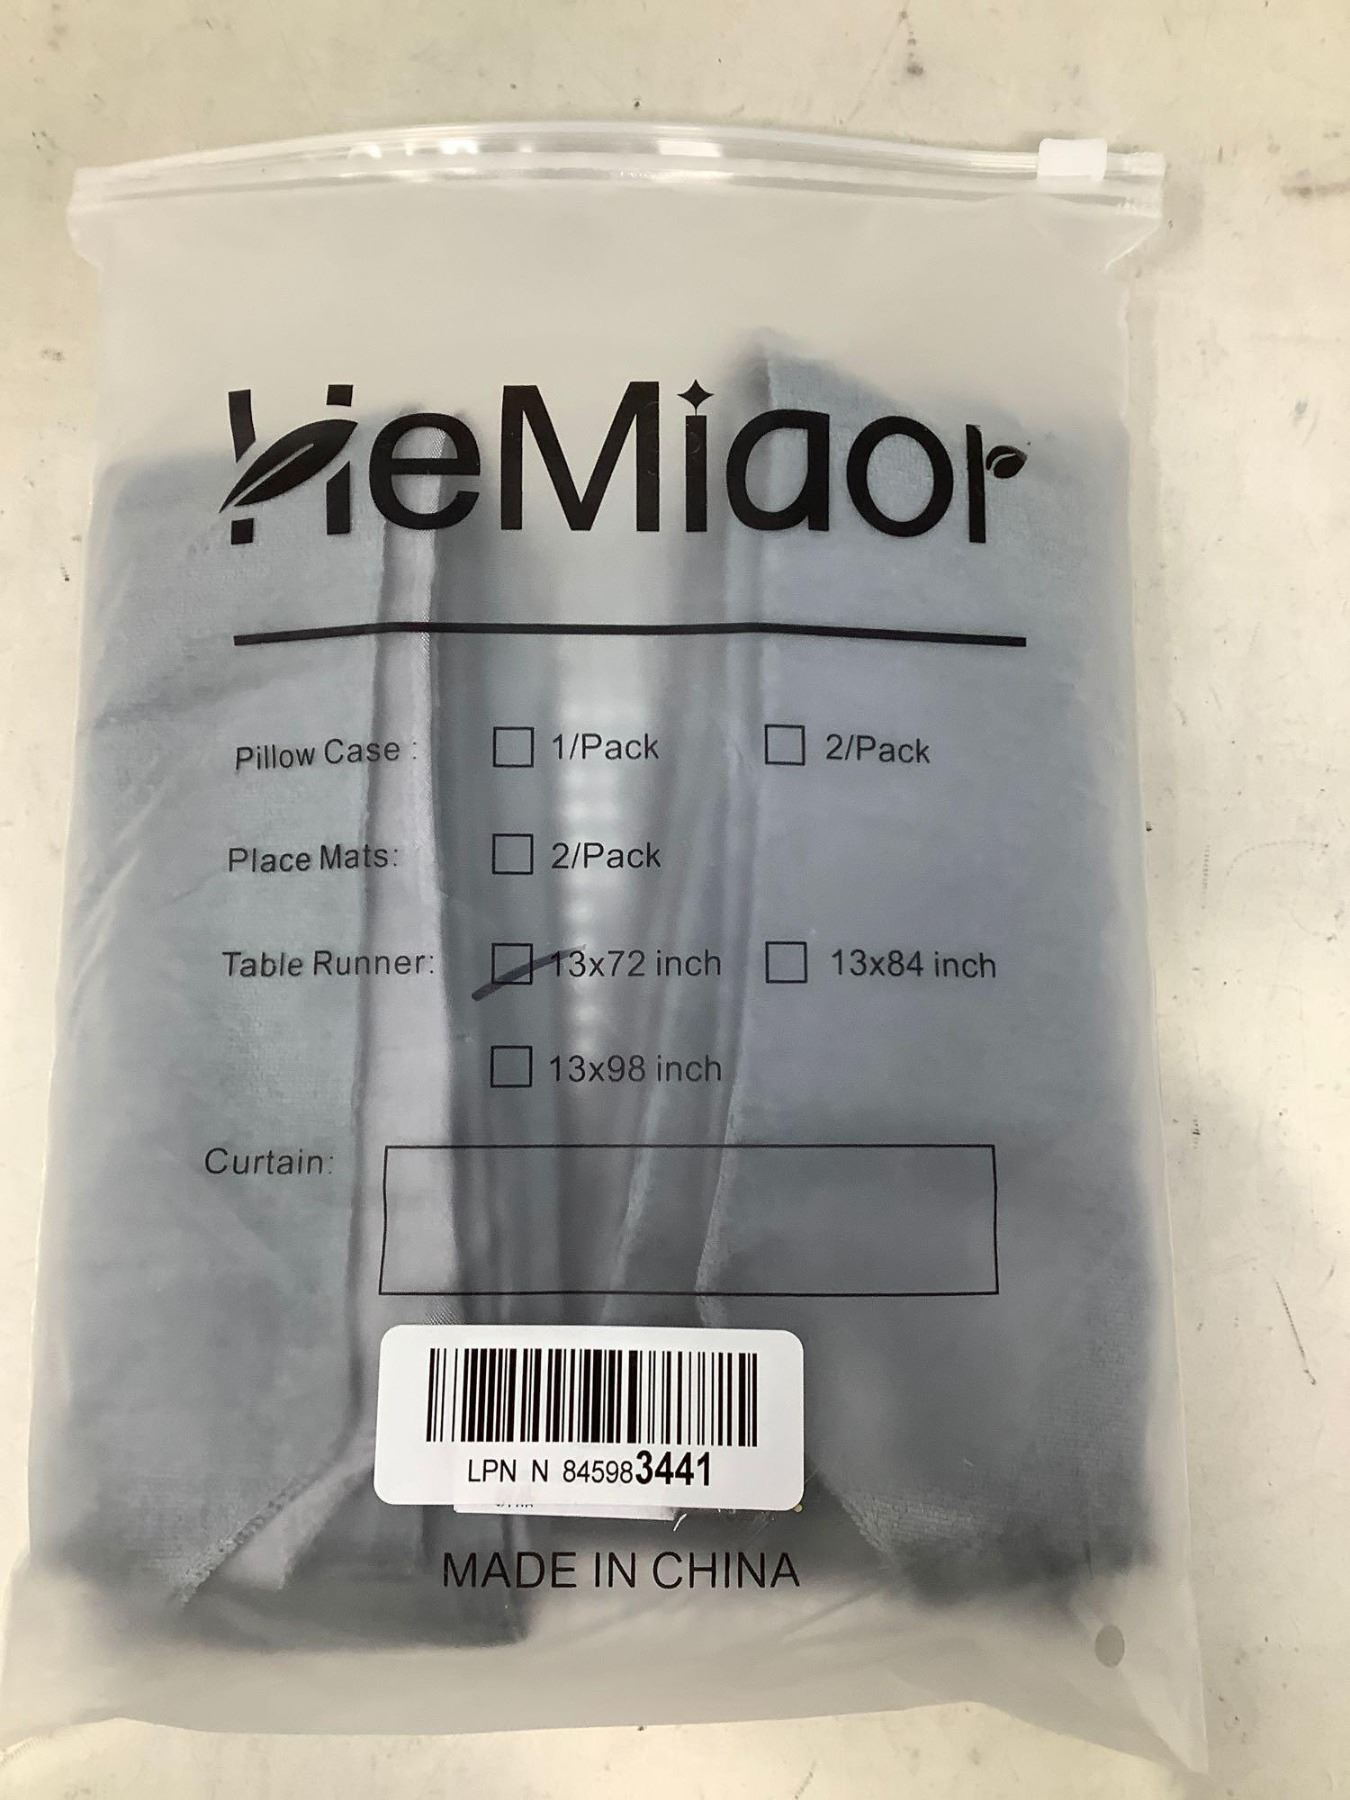 HeMiaor
Pillow Case : 1/Pack 2/Pack
Place Mats: 2/Pack
Table Runner: 13x72 inch 13x84 inch
13x98 inch
Curtain:
LPN N 845983441
MADE IN CHINA